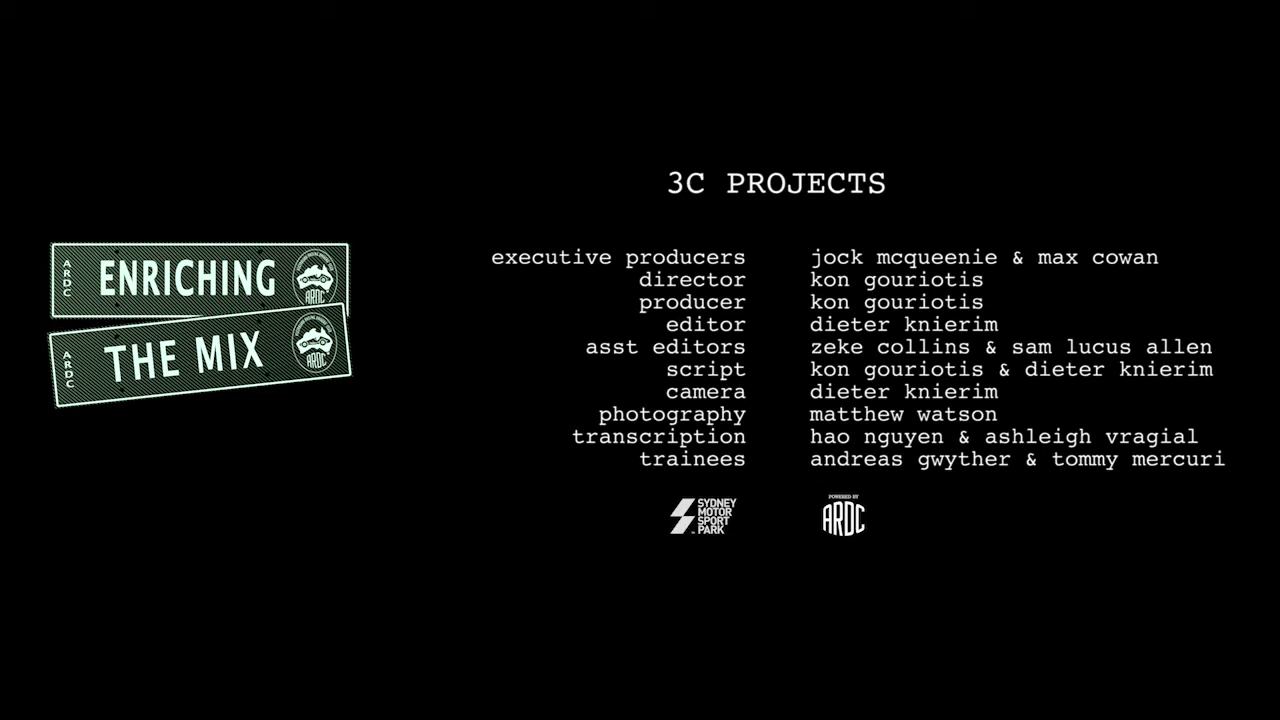 3C PROJECTS
ARDC
ENRICHING
ARDC
ARDC
THE MIX
ARDC
executive producers jock mcqueenie & max cowan
director kon gouriotis
producer kon gouriotis
editor dieter knierim
asst editors zeke collins & sam lucus allen
script kon gouriotis & dieter knierim
camera dieter knierim
photography matthew watson
transcription hao nguyen & ashleigh vragial
trainees andreas gwyther & tommy mercuri
SYDNEY
MOTOR
SPORT
PARK
POWERED BY
ARDC